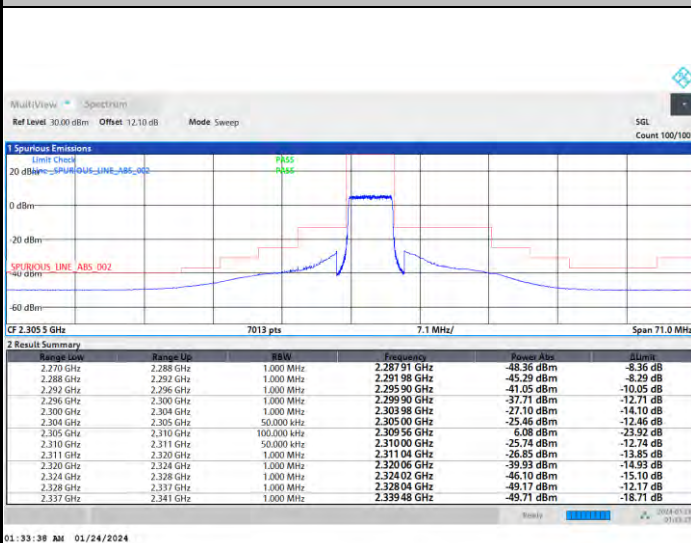 MultiView Spectrum
Ref Level 30.00 dBm Offset 12.10 dB Mode Sweep SGL
Count 100/100
1 Spurious Emissions
Limit Check PASS
20 dBm Line _SPURIOUS_LINE_ABS_002 PASS
0 dBm
-20 dBm
_SPURIOUS_LINE_ABS_002
-40 dBm
-60 dBm
CF 2.305 5 GHz 7013 pts 7.1 MHz/ Span 71.0 MHz
2 Result Summary
Range Low Range Up RBW Frequency Power Abs ΔLimit
2.270 GHz 2.288 GHz 1.000 MHz 2.287 91 GHz -48.36 dBm -8.36 dB
2.288 GHz 2.292 GHz 1.000 MHz 2.291 98 GHz -45.29 dBm -8.29 dB
2.292 GHz 2.296 GHz 1.000 MHz 2.295 90 GHz -41.05 dBm -10.05 dB
2.296 GHz 2.300 GHz 1.000 MHz 2.299 90 GHz -37.71 dBm -12.71 dB
2.300 GHz 2.304 GHz 1.000 MHz 2.303 98 GHz -27.10 dBm -14.10 dB
2.304 GHz 2.305 GHz 50.000 kHz 2.305 00 GHz -25.46 dBm -12.46 dB
2.305 GHz 2.310 GHz 100.000 kHz 2.309 56 GHz 6.08 dBm -23.92 dB
2.310 GHz 2.311 GHz 50.000 kHz 2.310 00 GHz -25.74 dBm -12.74 dB
2.311 GHz 2.320 GHz 1.000 MHz 2.311 04 GHz -26.85 dBm -13.85 dB
2.320 GHz 2.324 GHz 1.000 MHz 2.320 06 GHz -39.93 dBm -14.93 dB
2.324 GHz 2.328 GHz 1.000 MHz 2.324 02 GHz -46.10 dBm -15.10 dB
2.328 GHz 2.337 GHz 1.000 MHz 2.328 04 GHz -49.17 dBm -12.17 dB
2.337 GHz 2.341 GHz 1.000 MHz 2.339 48 GHz -49.71 dBm -18.71 dB
Ready
01:33:38 AM 01/24/2024